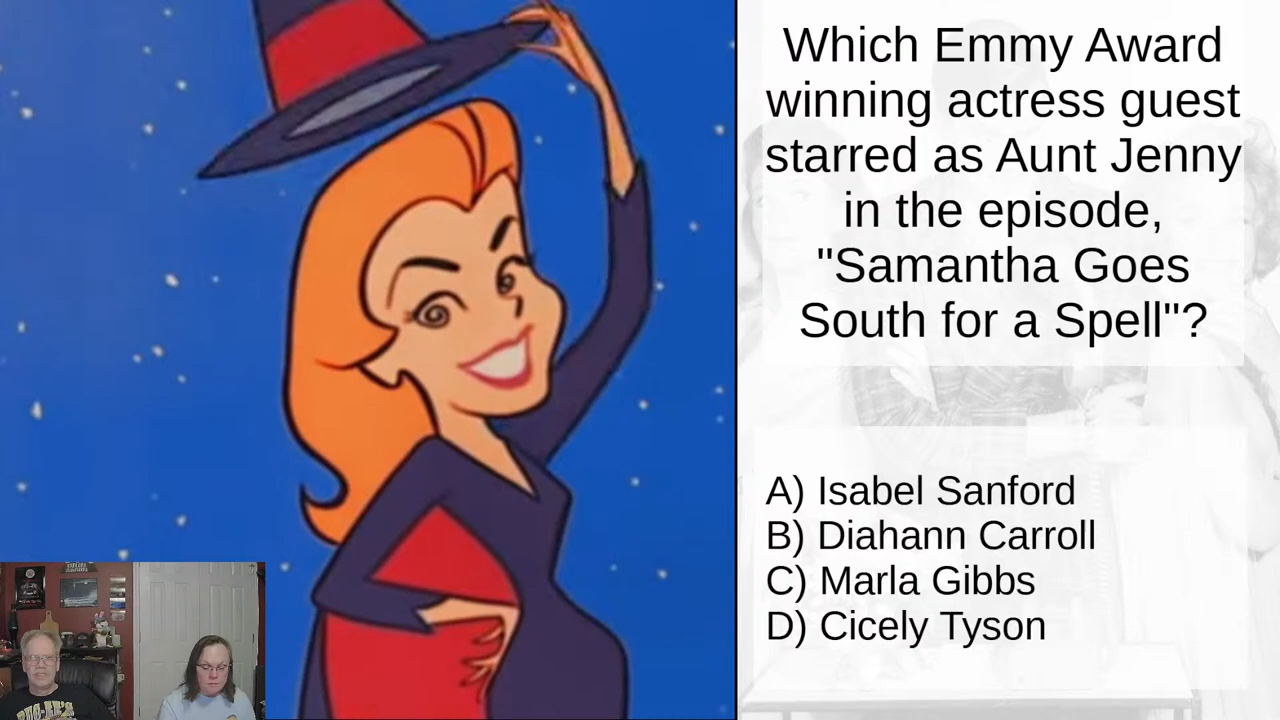 Which Emmy Award
winning actress guest
starred as Aunt Jenny
in the episode,
"Samantha Goes
South for a Spell"?
A) Isabel Sanford
B) Diahann Carroll
C) Marla Gibbs
D) Cicely Tyson